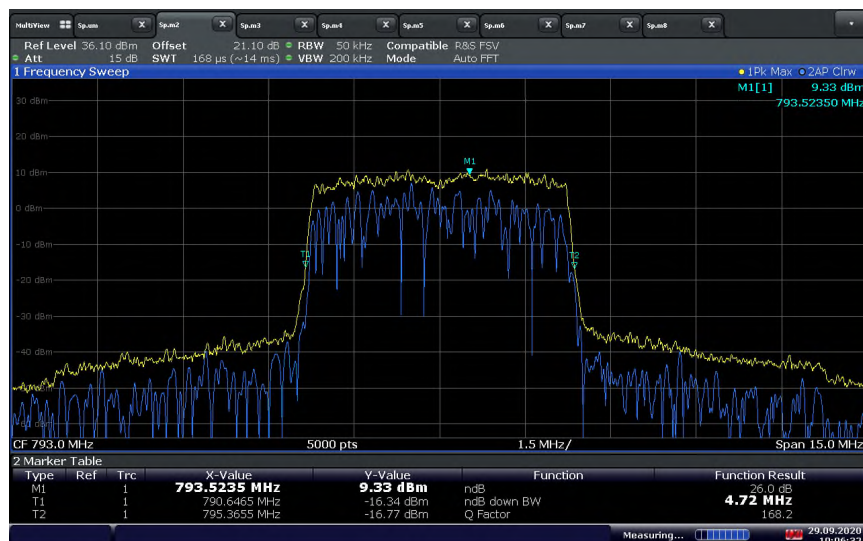 MultiView Sp.um X Sp.m2 X Sp.m3 X Sp.m4 X Sp.m5 X Sp.m6 X Sp.m7 X Sp.m8 X
Ref Level 36.10 dBm Offset 21.10 dB RBW 50 kHz Compatible R&S FSV
Att 15 dB SWT 168 µs (~14 ms) VBW 200 kHz Mode Auto FFT
1 Frequency Sweep 1Pk Max 2AP Clrw
M1[1] 9.33 dBm
793.52350 MHz
30 dBm
20 dBm
M1
10 dBm
0 dBm
-10 dBm
T1 T2
-20 dBm
-30 dBm
-40 dBm
CF 793.0 MHz 5000 pts 1.5 MHz/ Span 15.0 MHz
2 Marker Table
Type Ref Trc X-Value Y-Value Function Function Result
M1 1 793.5235 MHz 9.33 dBm ndB 26.0 dB
T1 1 790.6465 MHz -16.34 dBm ndB down BW 4.72 MHz
T2 1 795.3655 MHz -16.77 dBm Q Factor 168.2
Measuring... 29.09.2020